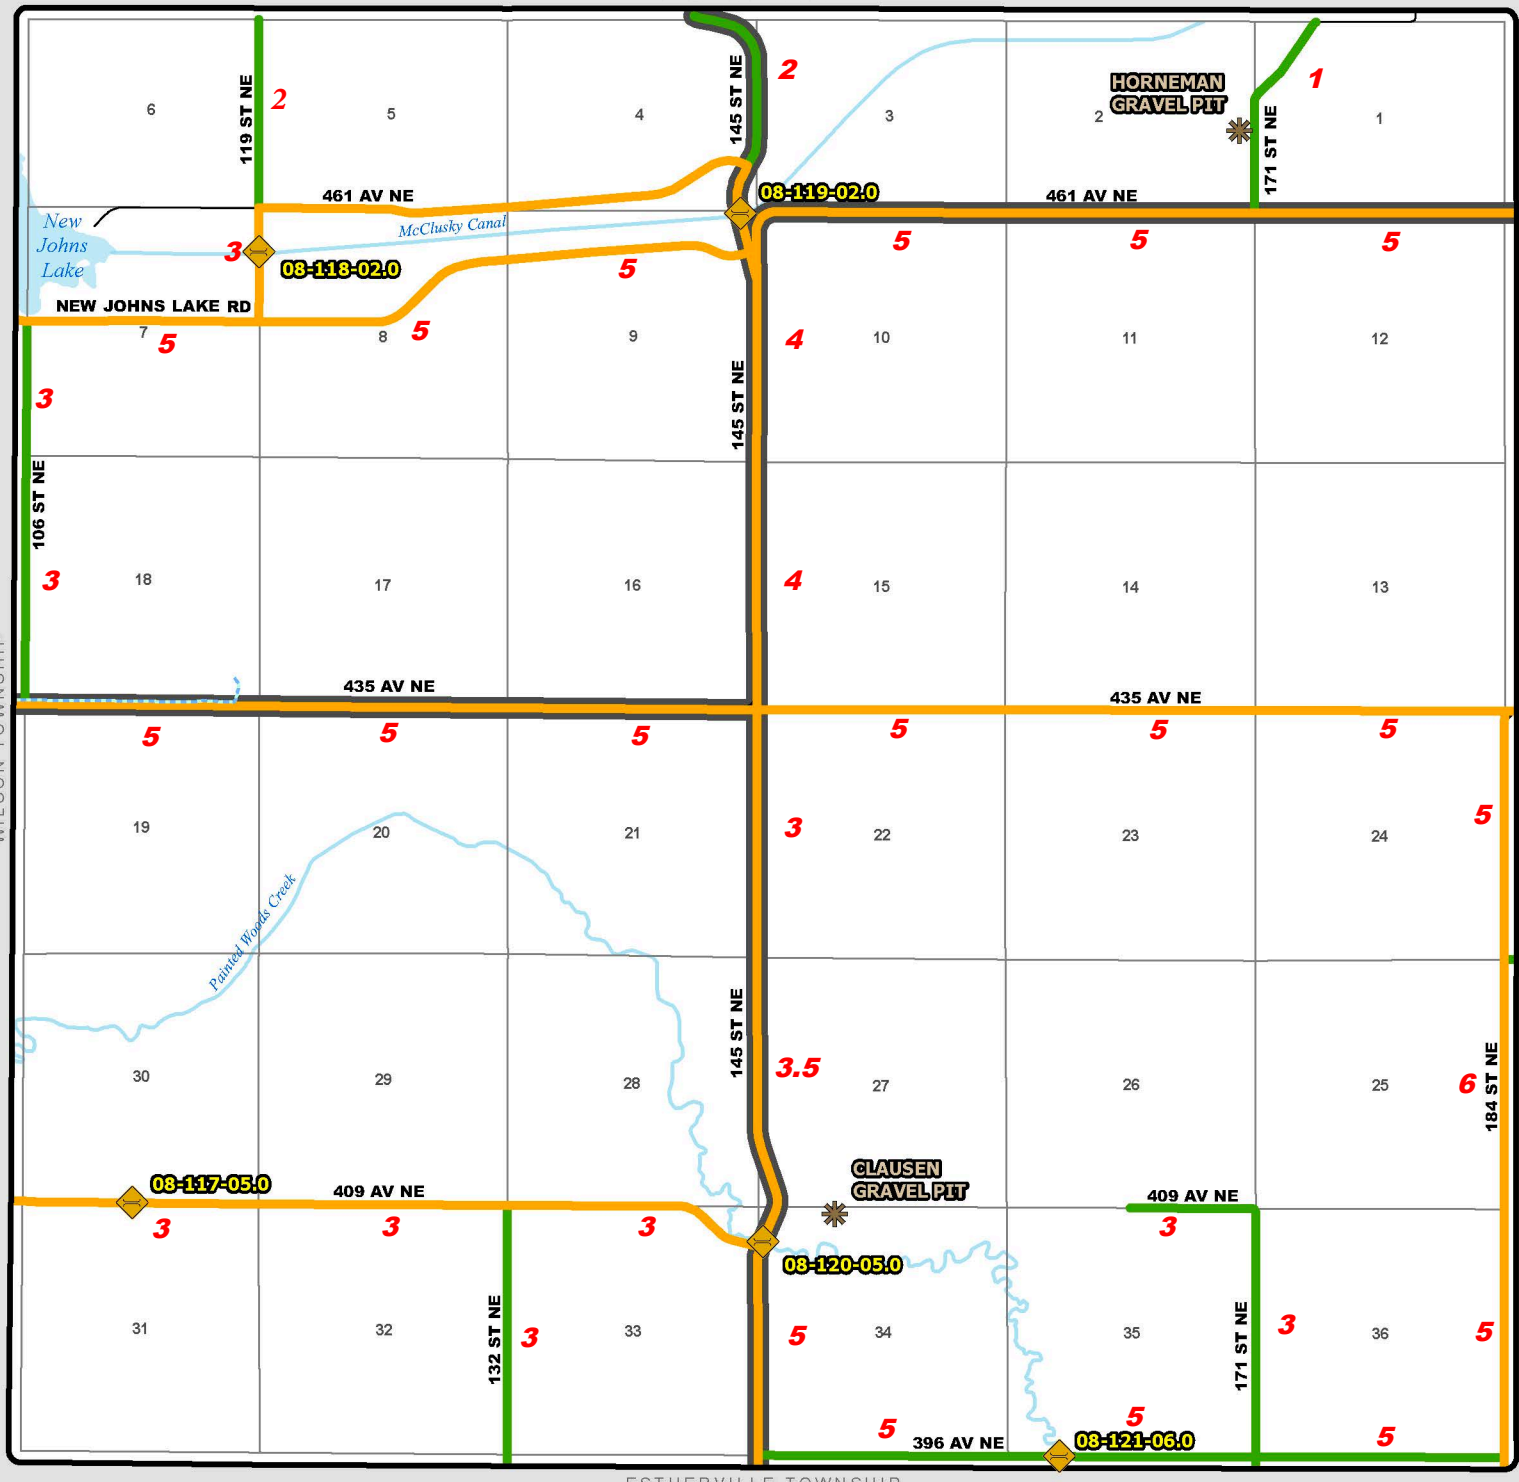 2
145 ST NE
2
HORNEMAN
GRAVEL PIT
1
119 ST NE
6
5
4
3
2
1
171 ST NE
461 AV NE
08-119-02.0
461 AV NE
New
Johns
Lake
McClusky Canal
3
08-118-02.0
5
5
5
5
NEW JOHNS LAKE RD
7
5
8
5
9
4
10
11
12
3
145 ST NE
106 ST NE
3
18
17
16
4
15
14
13
435 AV NE
435 AV NE
5
5
5
5
5
5
WILSON TOWNSHIP
19
20
21
3
22
23
24
5
Painted Woods Creek
145 ST NE
30
29
28
3.5
27
26
25
6
184 ST NE
CLAUSEN
GRAVEL PIT
08-117-05.0
409 AV NE
409 AV NE
3
3
3
3
08-120-05.0
31
32
132 ST NE
3
33
5
34
35
171 ST NE
3
36
5
5
396 AV NE
5
08-121-06.0
5
ESTHERVILLE TOWNSHIP